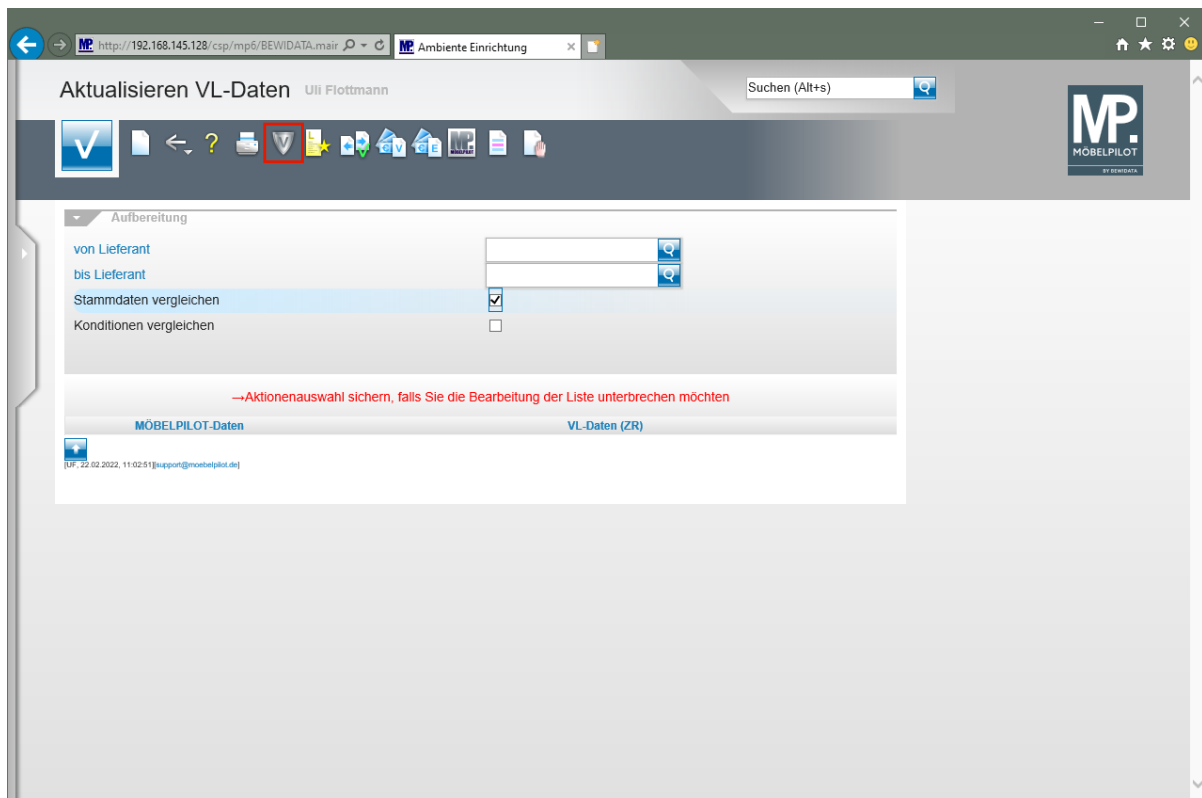 http://192.168.145.128/csp/mp6/BEWIDATA.mair
MP. Ambiente Einrichtung
Aktualisieren VL-Daten Uli Flottmann
Suchen (Alt+s)
MP.
MÖBELPILOT
BY BEWIDATA
Aufbereitung
von Lieferant
bis Lieferant
Stammdaten vergleichen
Konditionen vergleichen
→Aktionenauswahl sichern, falls Sie die Bearbeitung der Liste unterbrechen möchten
MÖBELPILOT-Daten VL-Daten (ZR)
[UF, 22.02.2022, 11:02:51][support@moebelpilot.de]